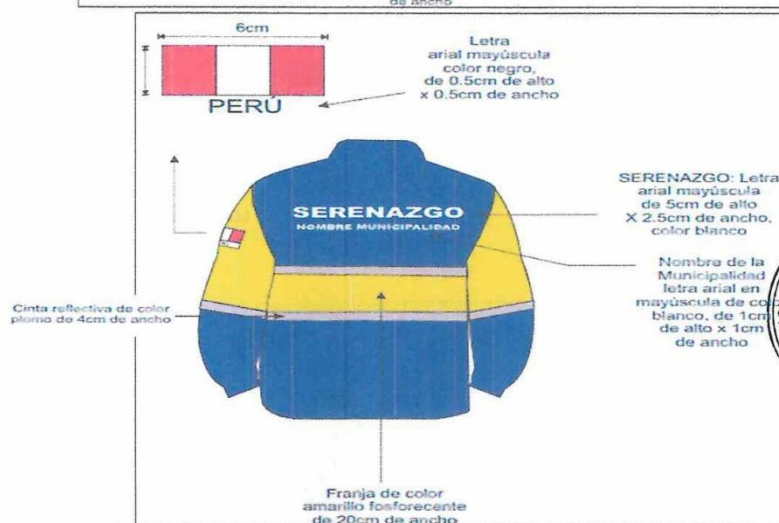 de ancho
6cm
PERÚ
Letra
arial mayúscula
color negro,
de 0.5cm de alto
x 0.5cm de ancho
SERENAZGO
NOMBRE MUNICIPALIDAD
SERENAZGO: Letra
arial mayúscula
de 5cm de alto
X 2.5cm de ancho,
color blanco
Nombre de la
Municipalidad
letra arial en
mayúscula de
blanco, de 1cm
de alto x 1cm
de ancho
Cinta reflectiva de color
plomo de 4cm de ancho
Franja de color
amarillo fosforecente
de 20cm de ancho